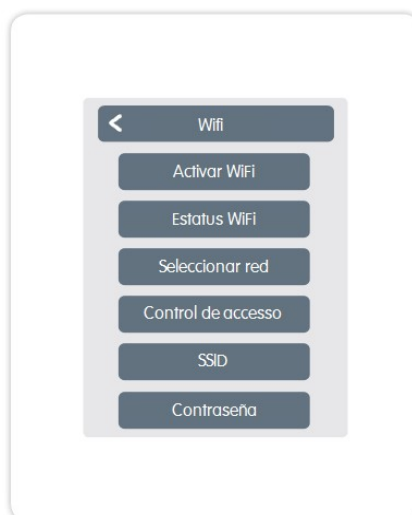 Wifi
Activar WiFi
Estatus WiFi
Seleccionar red
Control de accesso
SSID
Contraseña